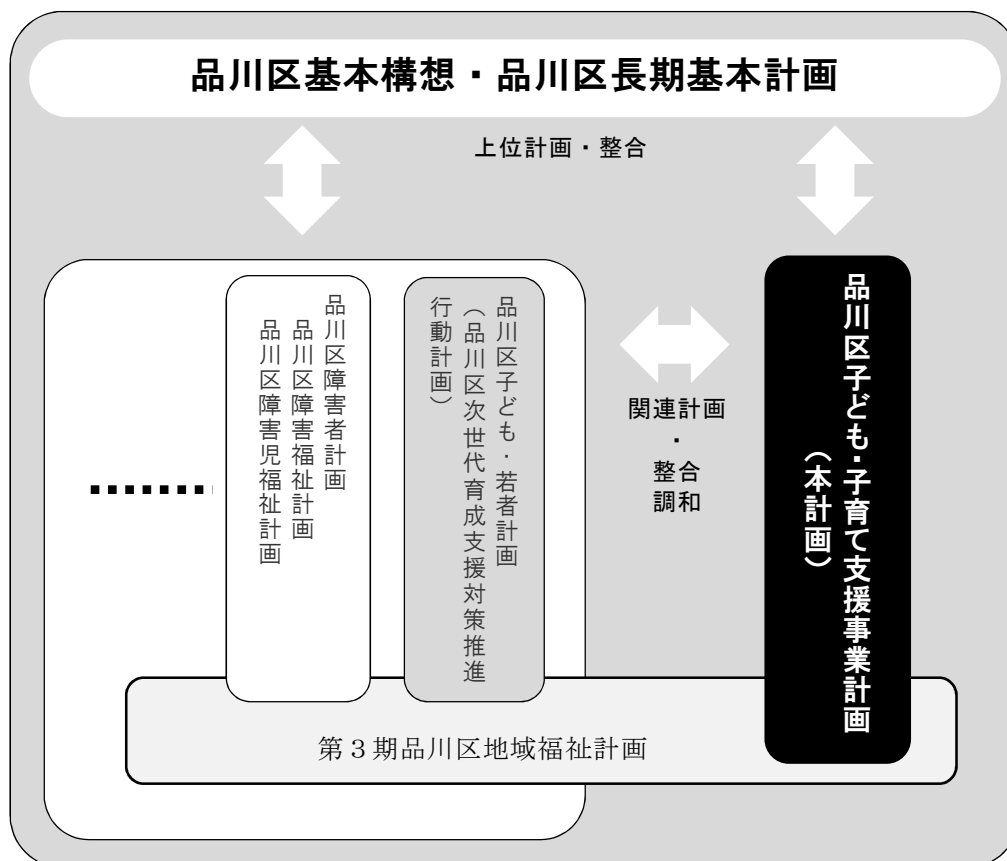 品川区基本構想・品川区長期基本計画
上位計画・整合
品川区障害者計画
品川区障害福祉計画
品川区障害児福祉計画
品川区子ども・若者計画
（品川区次世代育成支援対策推進
行動計画）
関連計画
・
整合
調和
品川区子ども・子育て支援事業計画
（本計画）
第３期品川区地域福祉計画